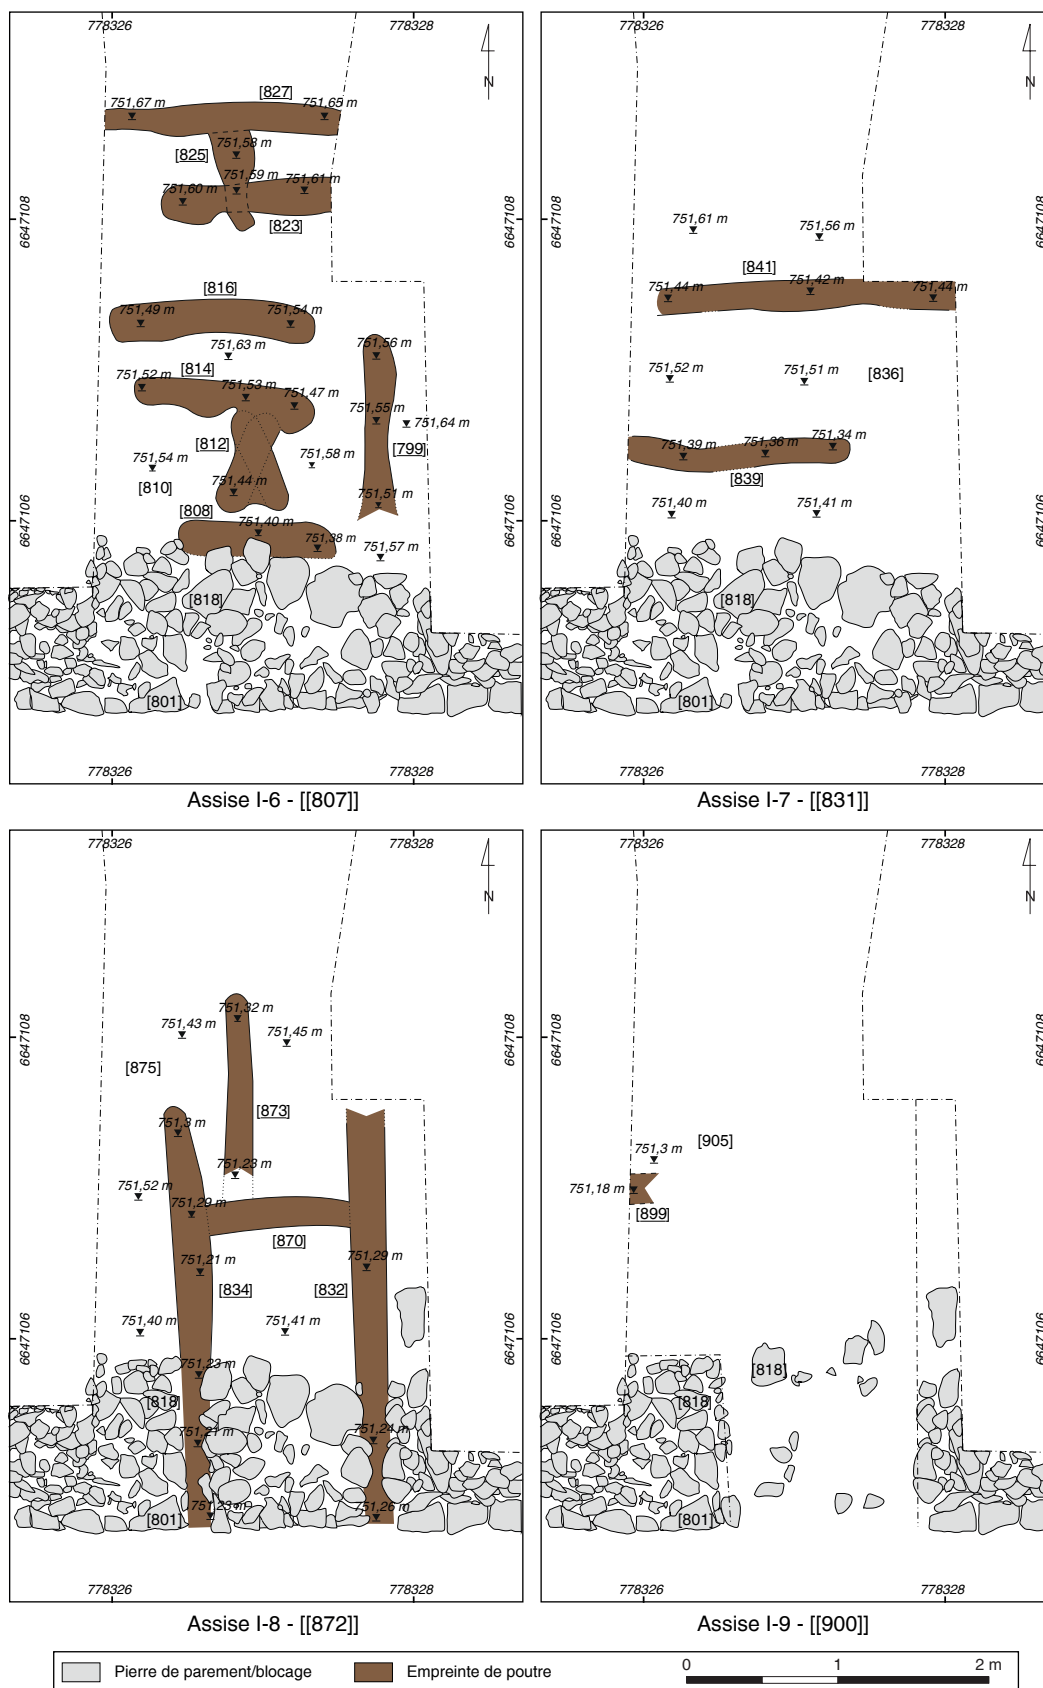 778326
778328
N
[827]
751,67 m
751,65 m
751,58 m
[825]
751,59 m
751,61 m
751,60 m
[823]
6647108
6647108
[816]
751,49 m
751,54 m
751,63 m
751,56 m
[814]
751,52 m
751,53 m
751,47 m
751,55 m
751,64 m
[812]
[799]
751,54 m
751,58 m
[810]
751,44 m
751,51 m
[808]
6647106
6647106
751,40 m
751,38 m
751,57 m
[818]
[801]
778326
778328
Assise I-6 - [[807]]
778326
778328
N
6647108
6647108
751,61 m
751,56 m
[841]
751,44 m
751,42 m
751,44 m
751,52 m
751,51 m
[836]
751,39 m
751,36 m
751,34 m
[839]
751,40 m
751,41 m
6647106
6647106
[818]
[801]
778326
778328
Assise I-7 - [[831]]
778326
778328
N
751,32 m
751,43 m
751,45 m
6647108
6647108
[875]
[873]
751,3 m
751,23 m
751,52 m
751,29 m
[870]
751,21 m
751,29 m
[834]
[832]
751,40 m
751,41 m
6647106
6647106
751,23 m
[818]
751,21 m
751,24 m
751,23 m
751,26 m
[801]
778326
778328
Assise I-8 - [[872]]
778326
778328
N
6647108
6647108
[905]
751,3 m
751,18 m
[899]
6647106
6647106
[818]
[818]
[801]
778326
778328
Assise I-9 - [[900]]
Pierre de parement/blocage
Empreinte de poutre
0 1 2 m